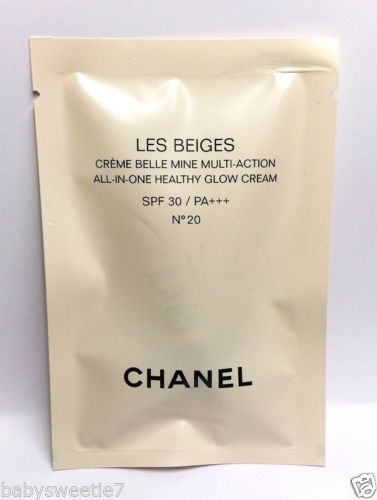 LES BEIGES
CRÈME BELLE MINE MULTI-ACTION
ALL-IN-ONE HEALTHY GLOW CREAM
SPF 30 / PA+++
N°20
CHANEL
babysweetie7